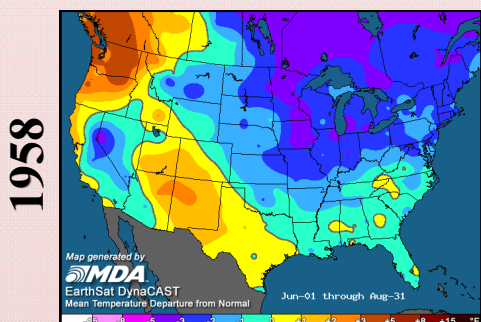 1958
Map generated by
MDA
EarthSat DynaCAST
Mean Temperature Departure from Normal
Jun-01 through Aug-31
°F